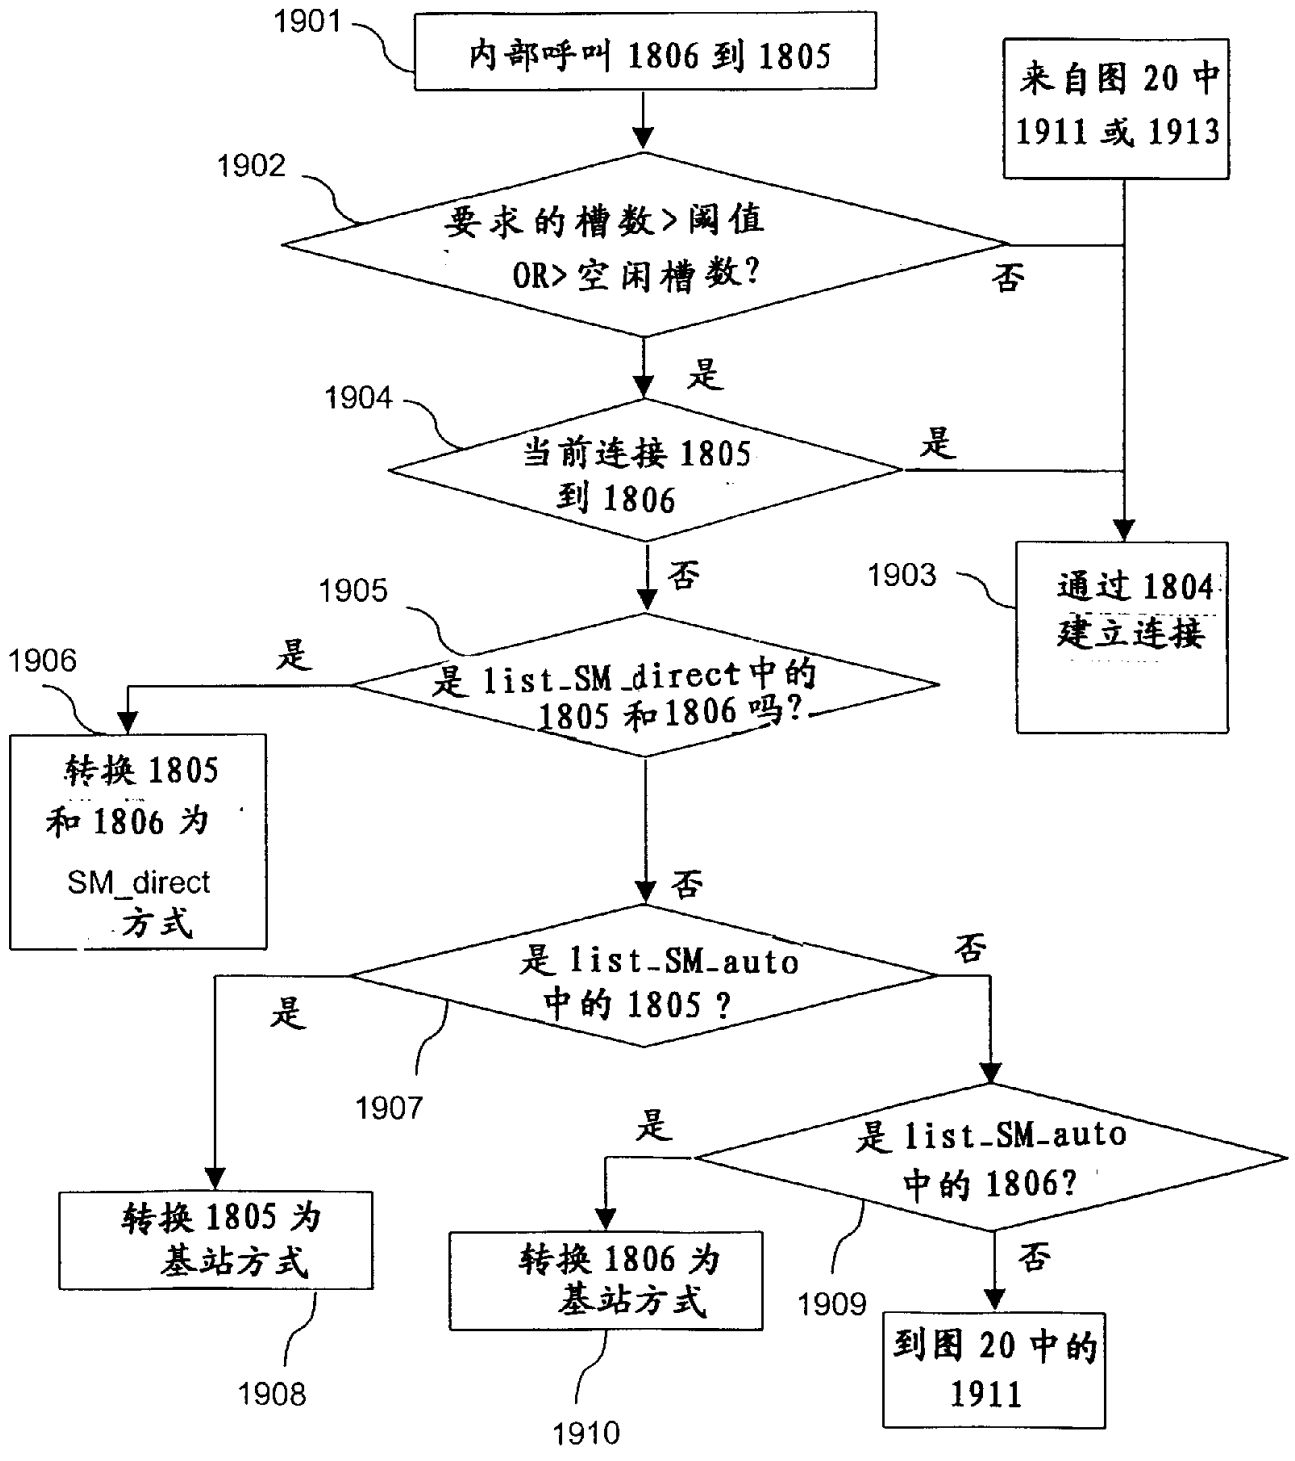 1901
内部呼叫 1806 到 1805
来自图 20 中
1911 或 1913
1902
要求的槽数>阈值
OR>空闲槽数?
否
是
1904
当前连接 1805
到 1806
是
否
1903
通过 1804
建立连接
1905
是 list_SM_direct 中的
1805 和 1806 吗?
是
1906
转换 1805
和 1806 为
SM_direct
方式
否
是 list_SM_auto
中的 1805 ?
否
是
1907
是 list_SM_auto
中的 1806?
是
转换 1805 为
基站方式
转换 1806 为
基站方式
否
1909
到图 20 中的
1911
1908
1910